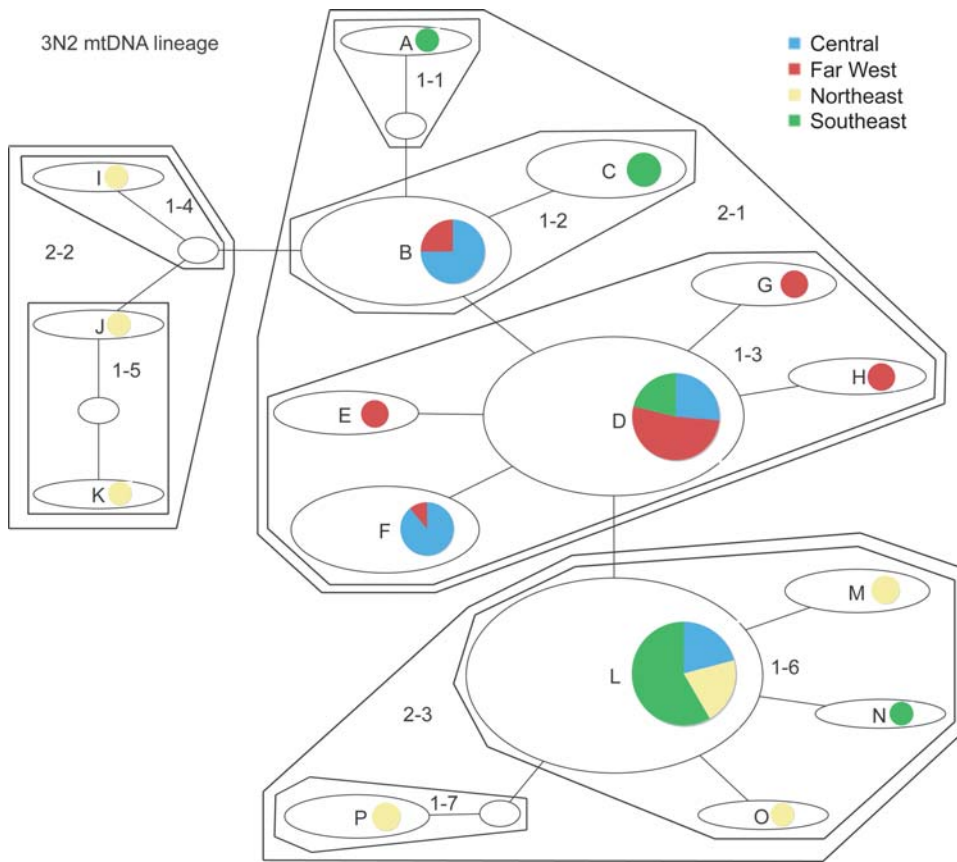 3N2 mtDNA lineage
Central
Far West
Northeast
Southeast
A
1-1
I
1-4
2-2
C
1-2
2-1
B
G
J
1-5
1-3
H
E
D
K
F
M
L
1-6
2-3
N
1-7
P
O